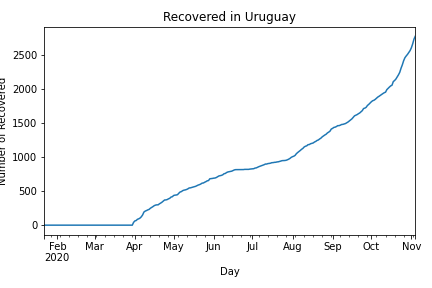 Recovered in Uruguay
Number of Recovered
2500
2000
1500
1000
500
0
Feb Mar Apr May Jun Jul Aug Sep Oct Nov
2020
Day